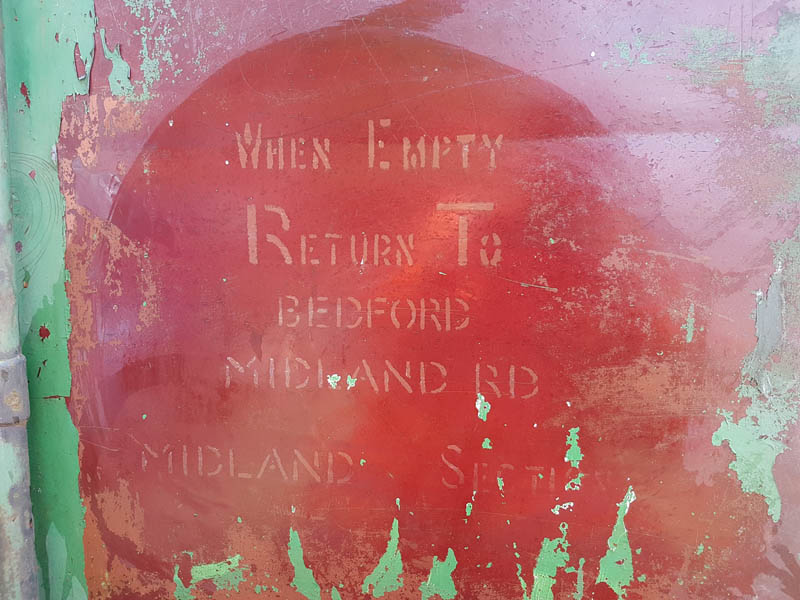 When Empty
Return To
BEDFORD
MIDLAND RD
MIDLAND Section